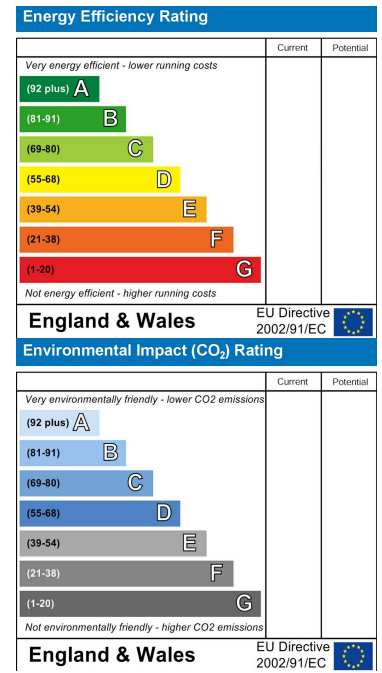 Energy Efficiency Rating
Current Potential
Very energy efficient - lower running costs
(92 plus) A
(81-91) B
(69-80) C
(55-68) D
(39-54) E
(21-38) F
(1-20) G
Not energy efficient - higher running costs
England & Wales
EU Directive
2002/91/EC
Environmental Impact (CO₂) Rating
Current Potential
Very environmentally friendly - lower CO2 emissions
(92 plus) A
(81-91) B
(69-80) C
(55-68) D
(39-54) E
(21-38) F
(1-20) G
Not environmentally friendly - higher CO2 emissions
England & Wales
EU Directive
2002/91/EC